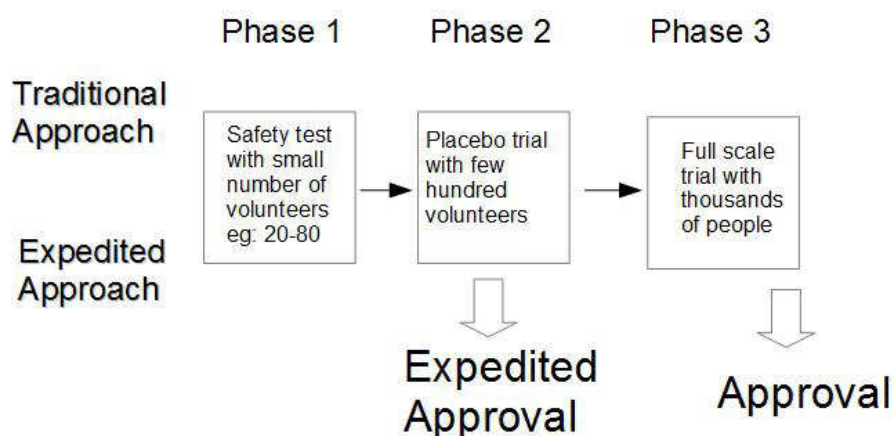 Phase 1
Phase 2
Phase 3
Traditional
Approach
Safety test
with small
number of
volunteers
eg: 20-80
Placebo trial
with few
hundred
volunteers
Full scale
trial with
thousands
of people
Expedited
Approach
Expedited
Approval
Approval